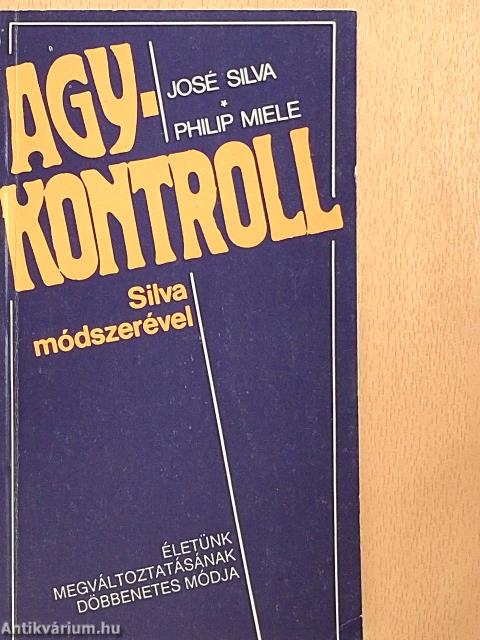 JOSÉ SILVA
*
PHILIP MIELE
AGY-
KONTROLL
Silva
módszerével
ÉLETÜNK
MEGVÁLTOZTATÁSÁNAK
DÖBBENETES MÓDJA
Antikvárium.hu